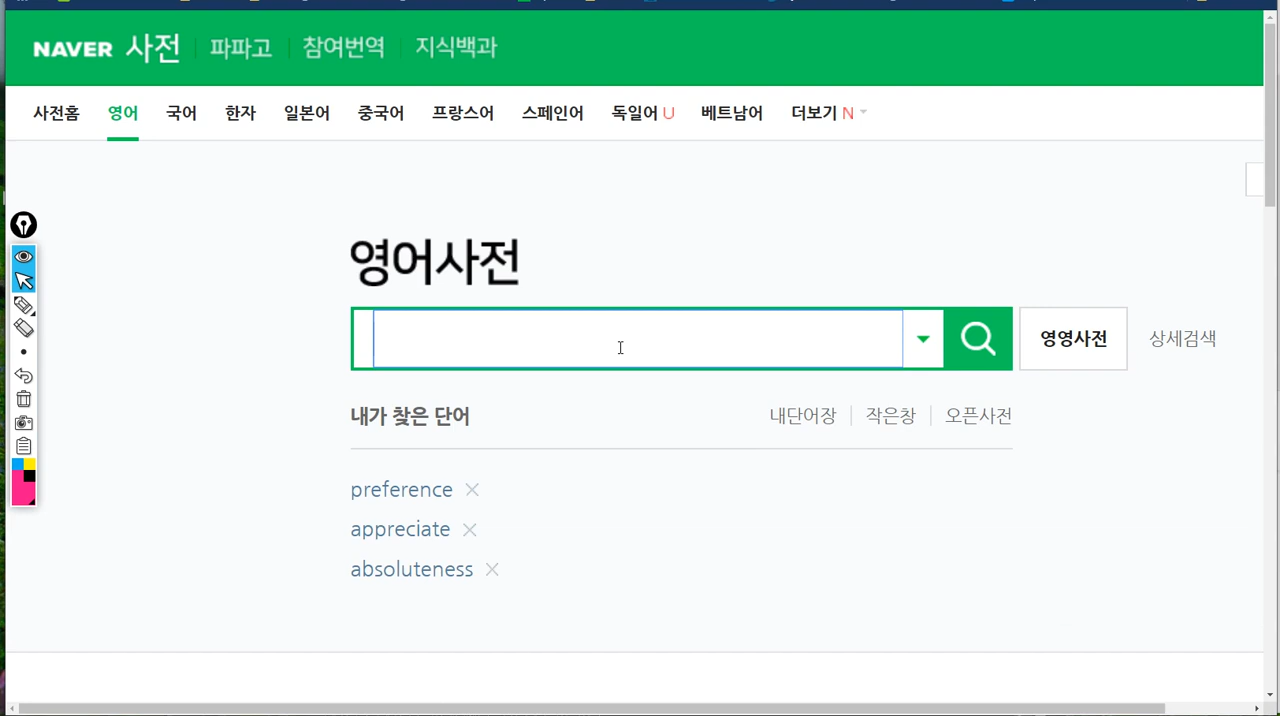 NAVER 사전 파파고 참여번역 지식백과
사전홈 영어 국어 한자 일본어 중국어 프랑스어 스페인어 독일어 U 베트남어 더보기 N
영어사전
영영사전 상세검색
내가 찾은 단어 내단어장 작은창 오픈사전
preference
appreciate
absoluteness